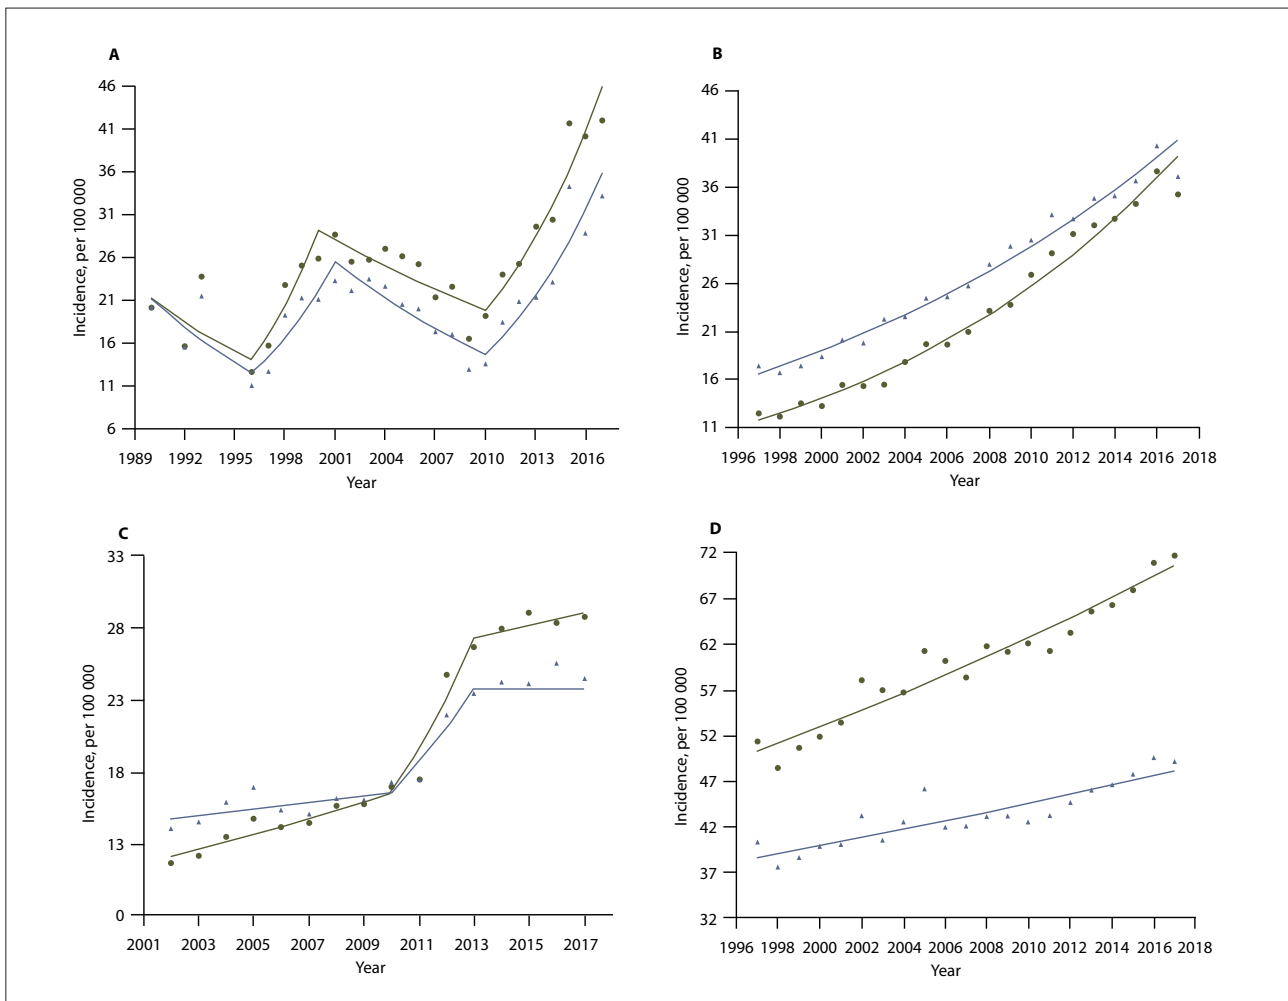 A
46
41
36
31
26
21
16
11
6
Incidence, per 100 000
1989 1992 1995 1998 2001 2004 2007 2010 2013 2016
Year
B
46
41
36
31
26
21
16
11
Incidence, per 100 000
1996 1998 2000 2002 2004 2006 2008 2010 2012 2014 2016 2018
Year
C
33
28
23
18
13
0
Incidence, per 100 000
2001 2003 2005 2007 2009 2011 2013 2015 2017
Year
D
72
67
62
57
52
47
42
37
32
Incidence, per 100 000
1996 1998 2000 2002 2004 2006 2008 2010 2012 2014 2016 2018
Year